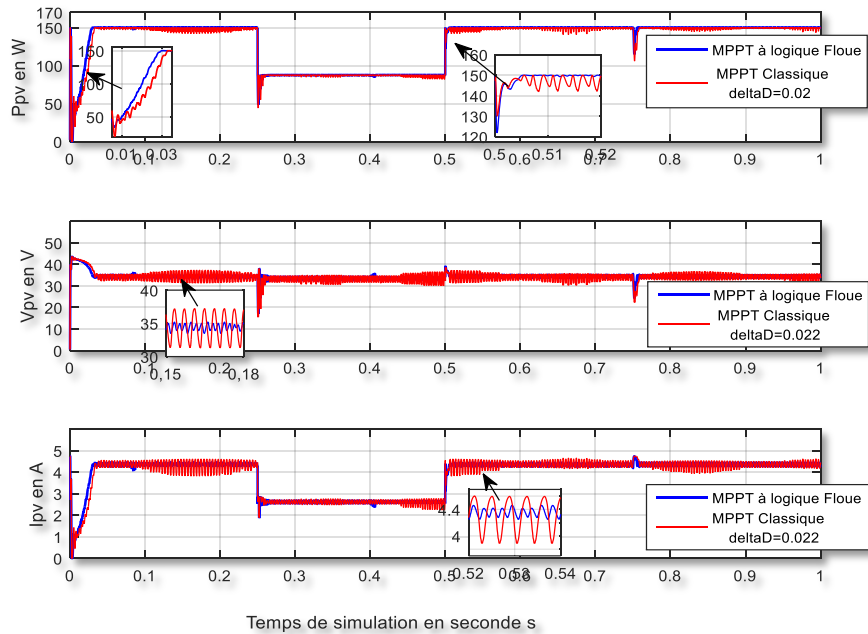 Ppv en W
170
150
100
50
0
150
100
50
0.01
0.03
160
150
140
130
120
0.5
0.51
0.52
MPPT à logique Floue
MPPT Classique
deltaD=0.02
0 0.1 0.2 0.3 0.4 0.5 0.6 0.7 0.8 0.9 1
Vpv en V
50
40
30
20
10
0
40
35
30
0,15
0,18
MPPT à logique Floue
MPPT Classique
deltaD=0.022
0 0.1 0.2 0.3 0.4 0.5 0.6 0.7 0.8 0.9 1
Ipv en A
5
4
3
2
1
0
4.4
4
0.52
0.53
0.54
MPPT à logique Floue
MPPT Classique
deltaD=0.022
0 0.1 0.2 0.3 0.4 0.5 0.6 0.7 0.8 0.9 1
Temps de simulation en seconde s